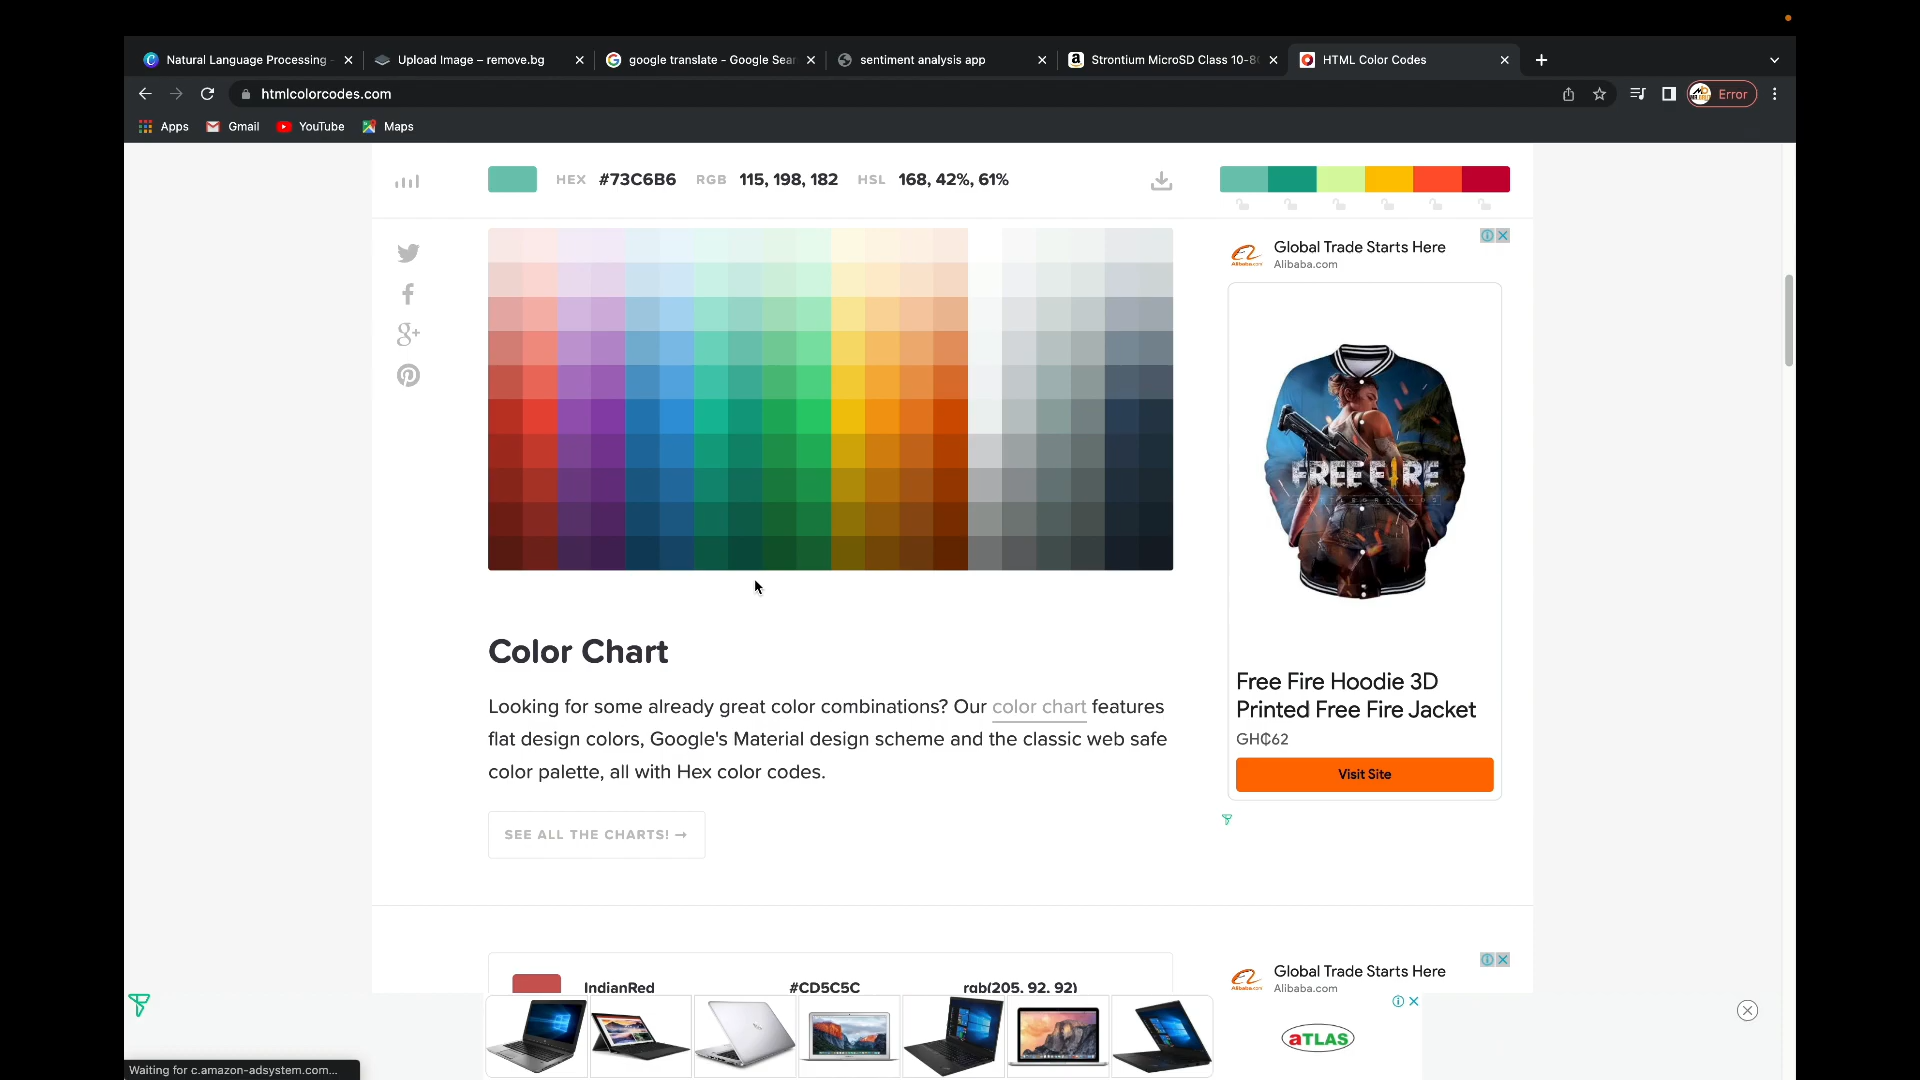 Natural Language Processing -
Upload Image – remove.bg
google translate - Google Sear
sentiment analysis app
Strontium MicroSD Class 10-8
HTML Color Codes
htmlcolorcodes.com
Error
Apps
Gmail
YouTube
Maps
HEX #73C6B6 RGB 115, 198, 182 HSL 168, 42%, 61%
Global Trade Starts Here
Alibaba.com
FREE FIRE
Color Chart
Looking for some already great color combinations? Our color chart features
flat design colors, Google's Material design scheme and the classic web safe
color palette, all with Hex color codes.
SEE ALL THE CHARTS! →
Free Fire Hoodie 3D
Printed Free Fire Jacket
GH₵62
Visit Site
IndianRed #CD5C5C rgb(205, 92, 92)
Global Trade Starts Here
Alibaba.com
aTLAS
Waiting for c.amazon-adsystem.com...